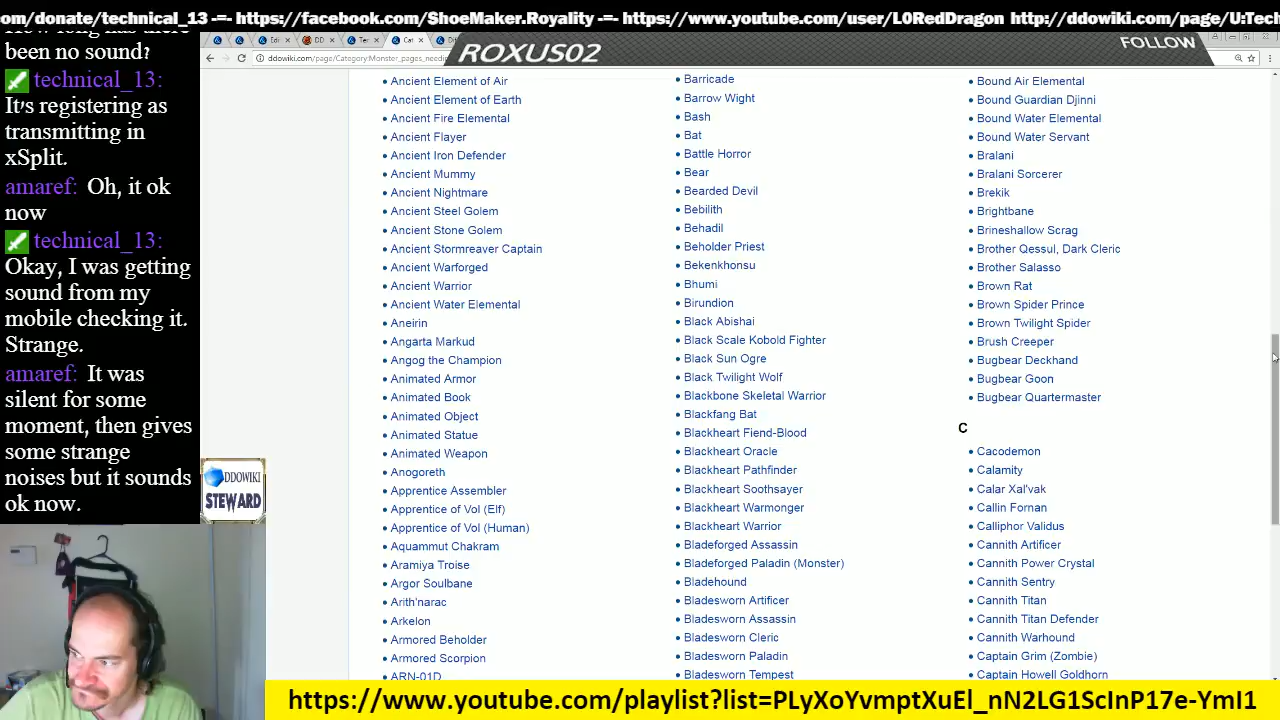 om/donate/technical_13 -=- https://facebook.com/ShoeMaker.Royality -=- https://www.youtube.com/user/L0RedDragon http://ddowiki.com/page/U:Tech
been no sound?
technical_13:
It's registering as
transmitting in
xSplit.
amaref: Oh, it ok
now
technical_13:
Okay, I was getting
sound from my
mobile checking it.
Strange.
amaref: It was
silent for some
moment, then gives
some strange
noises but it sounds
ok now.
DDOWIKI
STEWARD
ROXUS02
FOLLOW
ddowiki.com/page/Category:Monster_pages_needi
Ancient Element of Air
Ancient Element of Earth
Ancient Fire Elemental
Ancient Flayer
Ancient Iron Defender
Ancient Mummy
Ancient Nightmare
Ancient Steel Golem
Ancient Stone Golem
Ancient Stormreaver Captain
Ancient Warforged
Ancient Warrior
Ancient Water Elemental
Aneirin
Angarta Markud
Angog the Champion
Animated Armor
Animated Book
Animated Object
Animated Statue
Animated Weapon
Anogoreth
Apprentice Assembler
Apprentice of Vol (Elf)
Apprentice of Vol (Human)
Aquammut Chakram
Aramiya Troise
Argor Soulbane
Arith'narac
Arkelon
Armored Beholder
Armored Scorpion
ARN-01D
Barricade
Barrow Wight
Bash
Bat
Battle Horror
Bear
Bearded Devil
Bebilith
Behadil
Beholder Priest
Bekenkhonsu
Bhumi
Birundion
Black Abishai
Black Scale Kobold Fighter
Black Sun Ogre
Black Twilight Wolf
Blackbone Skeletal Warrior
Blackfang Bat
Blackheart Fiend-Blood
Blackheart Oracle
Blackheart Pathfinder
Blackheart Soothsayer
Blackheart Warmonger
Blackheart Warrior
Bladeforged Assassin
Bladeforged Paladin (Monster)
Bladehound
Bladesworn Artificer
Bladesworn Assassin
Bladesworn Cleric
Bladesworn Paladin
Bladesworn Tempest
Bound Air Elemental
Bound Guardian Djinni
Bound Water Elemental
Bound Water Servant
Bralani
Bralani Sorcerer
Brekik
Brightbane
Brineshallow Scrag
Brother Qessul, Dark Cleric
Brother Salasso
Brown Rat
Brown Spider Prince
Brown Twilight Spider
Brush Creeper
Bugbear Deckhand
Bugbear Goon
Bugbear Quartermaster
C
Cacodemon
Calamity
Calar Xal'vak
Callin Fornan
Calliphor Validus
Cannith Artificer
Cannith Power Crystal
Cannith Sentry
Cannith Titan
Cannith Titan Defender
Cannith Warhound
Captain Grim (Zombie)
Captain Howell Goldhorn
https://www.youtube.com/playlist?list=PLyXoYvmptXuEl_nN2LG1ScInP17e-YmI1